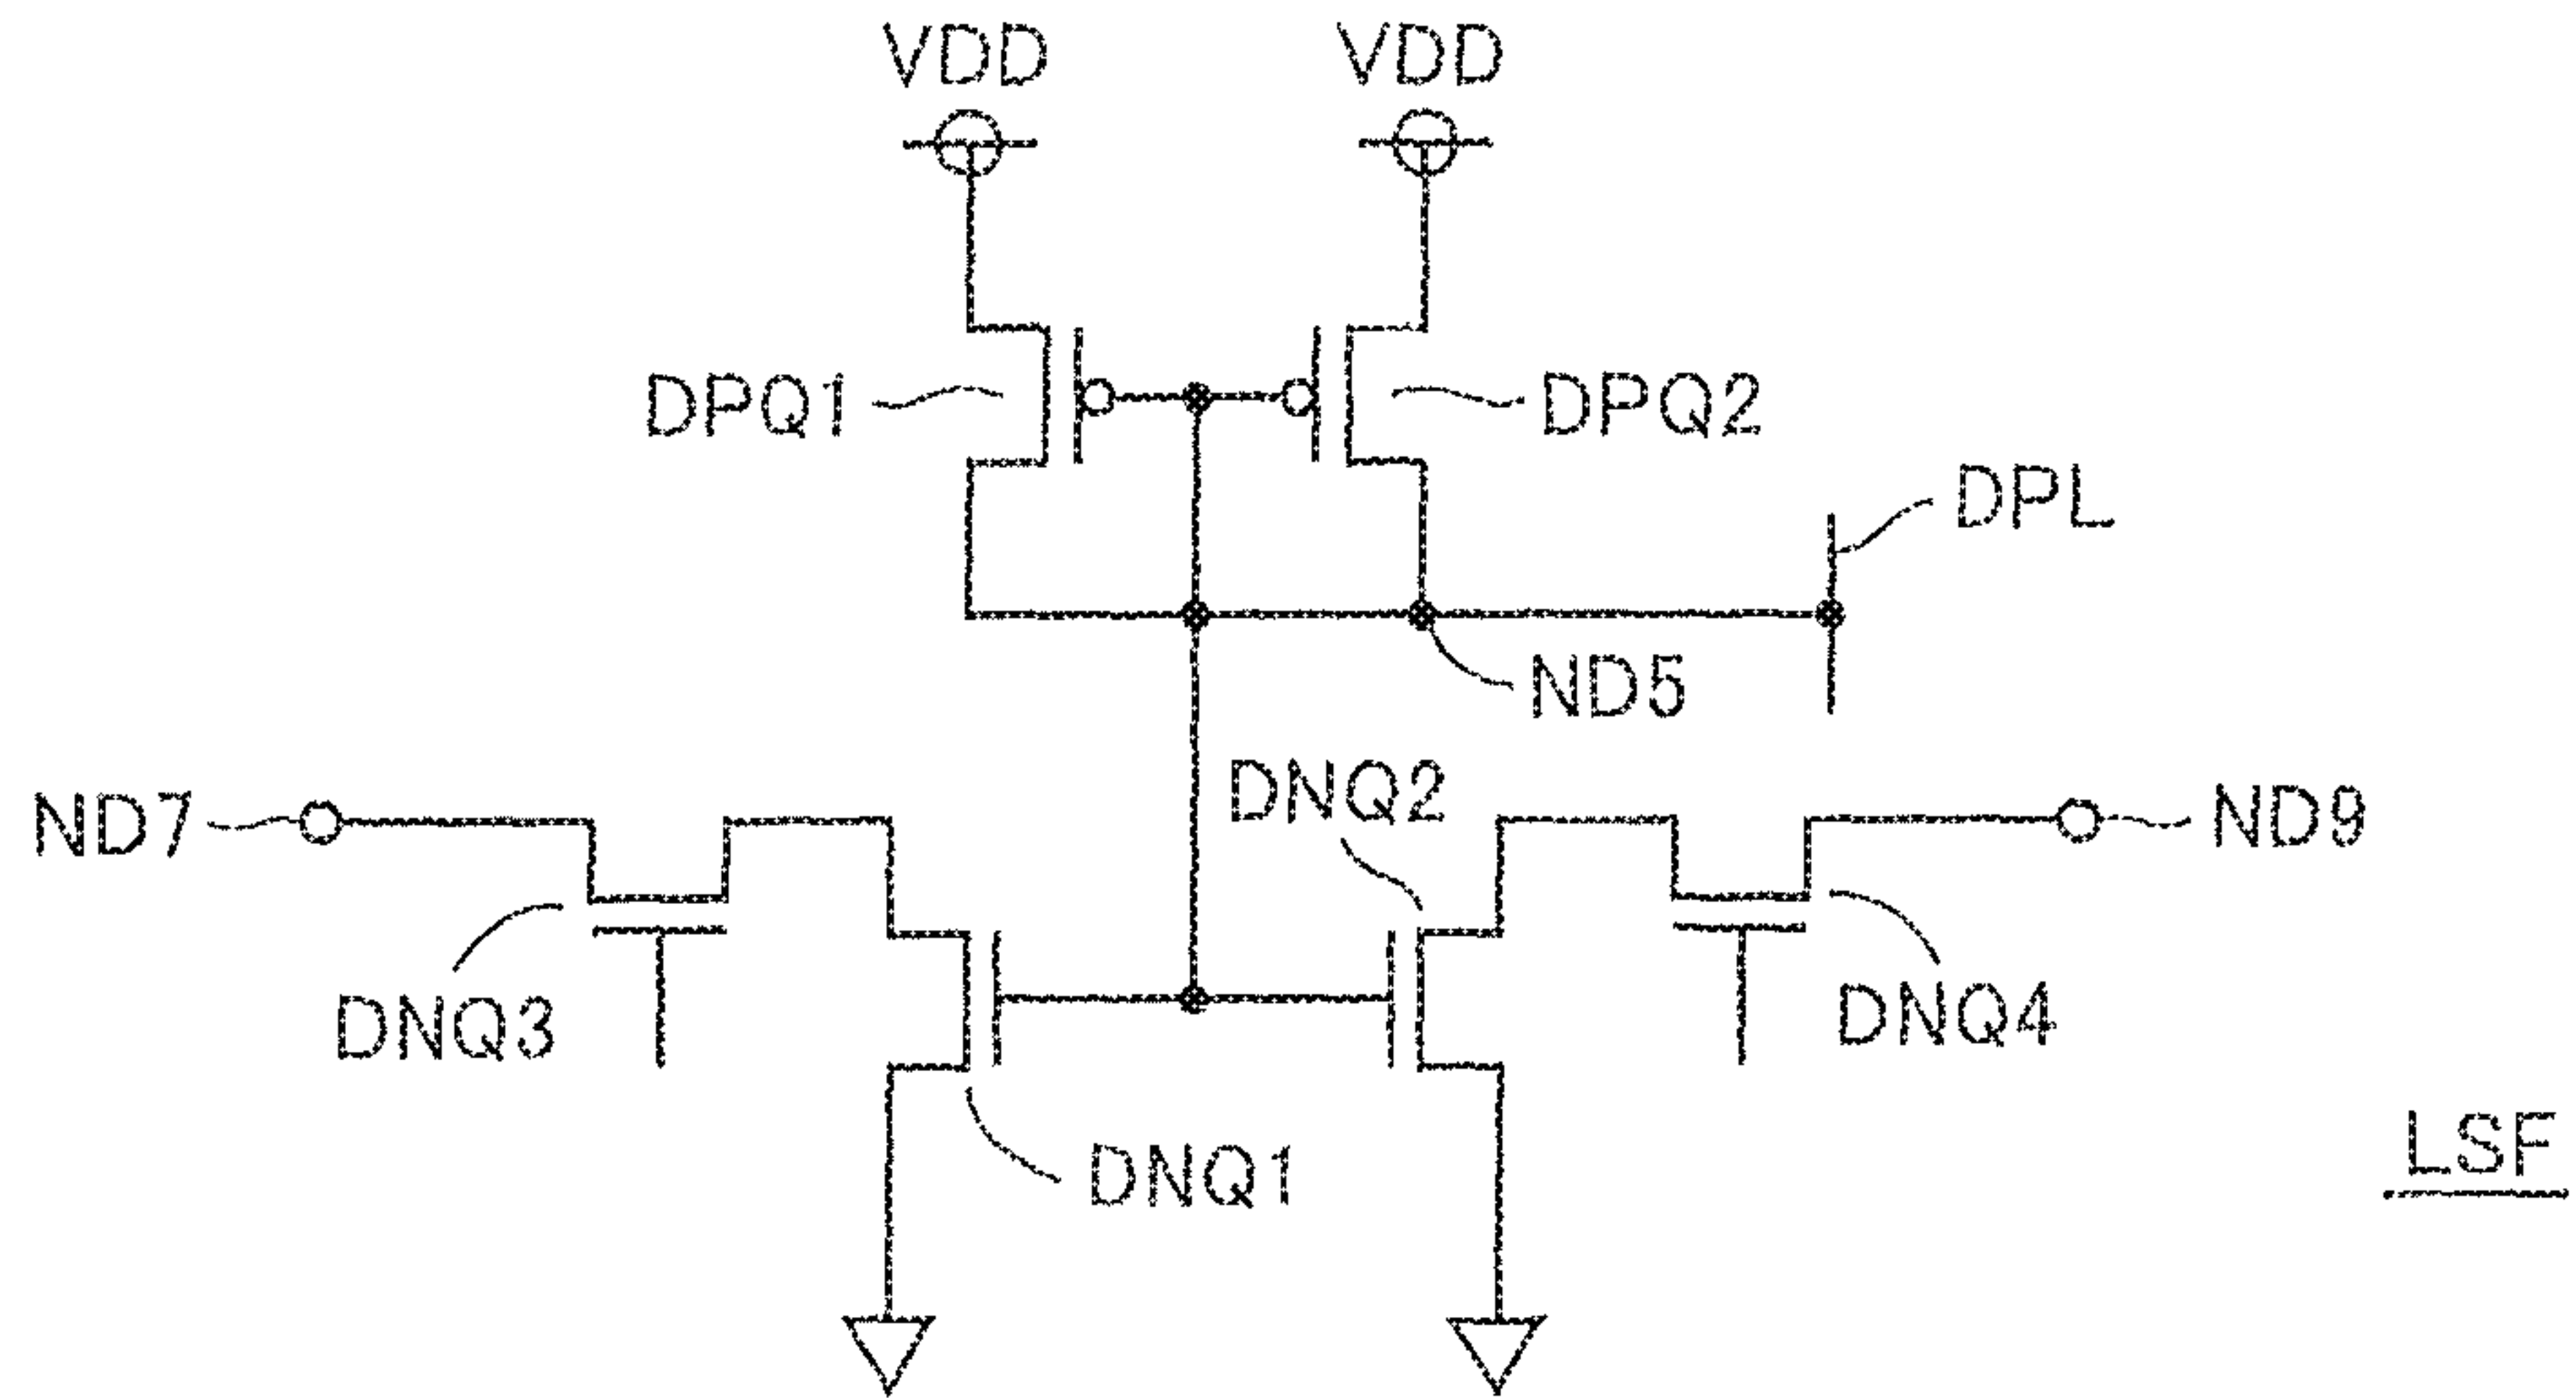 VDD VDD
DPQ1 DPQ2
DPL
ND5
DNQ2
ND7 ND9
DNQ3 DNQ4
DNQ1
LSF